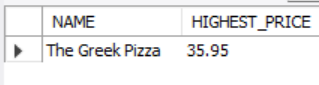 NAME HIGHEST_PRICE
The Greek Pizza 35.95